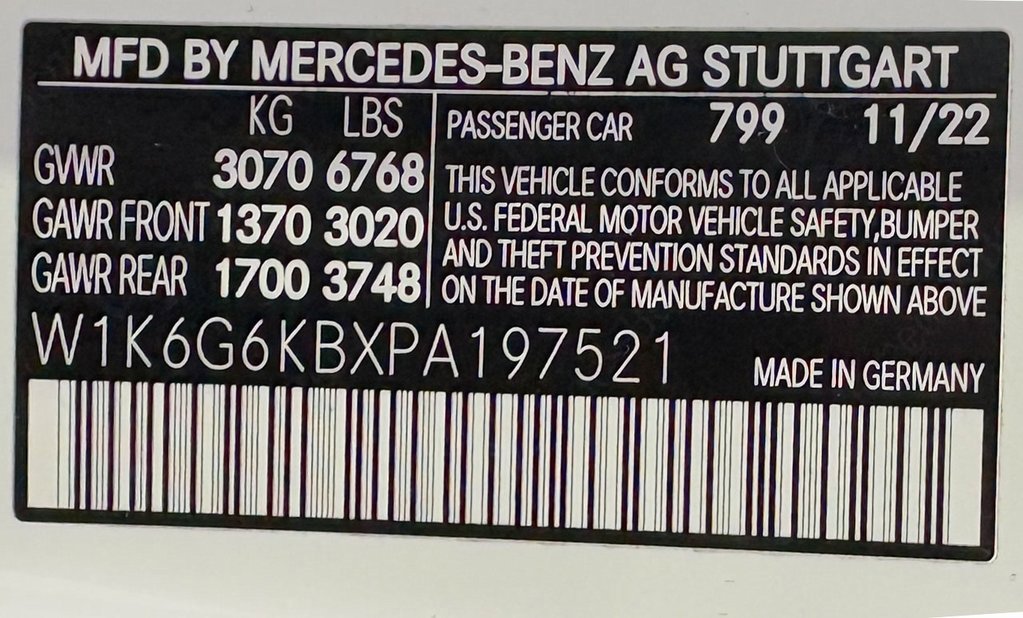 MFD BY MERCEDES-BENZ AG STUTTGART
KG LBS
GVWR 3070 6768
GAWR FRONT 1370 3020
GAWR REAR 1700 3748
PASSENGER CAR 799 11/22
THIS VEHICLE CONFORMS TO ALL APPLICABLE
U.S. FEDERAL MOTOR VEHICLE SAFETY,BUMPER
AND THEFT PREVENTION STANDARDS IN EFFECT
ON THE DATE OF MANUFACTURE SHOWN ABOVE
W1K6G6KBXPA197521
MADE IN GERMANY